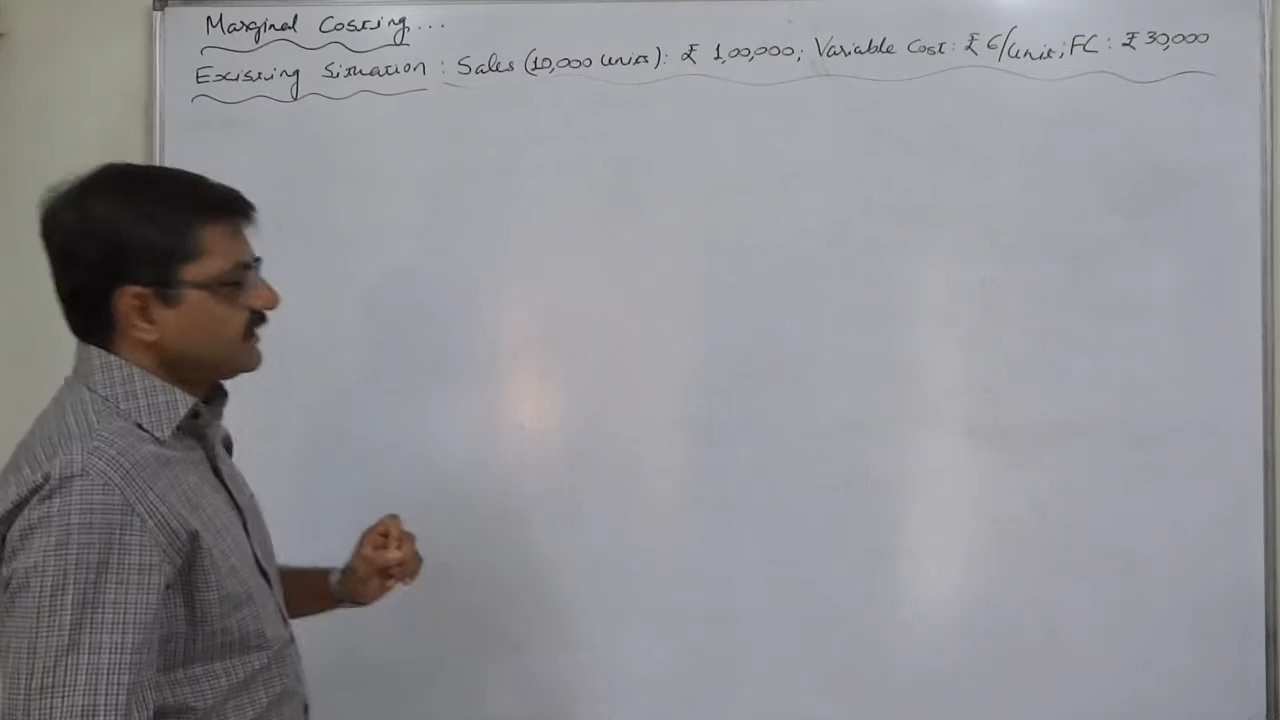 Marginal Costing...
Existing Situation : Sales (10,000 units): ₹ 1,00,000; Variable Cost: ₹ 6/unit; FC : ₹ 30,000